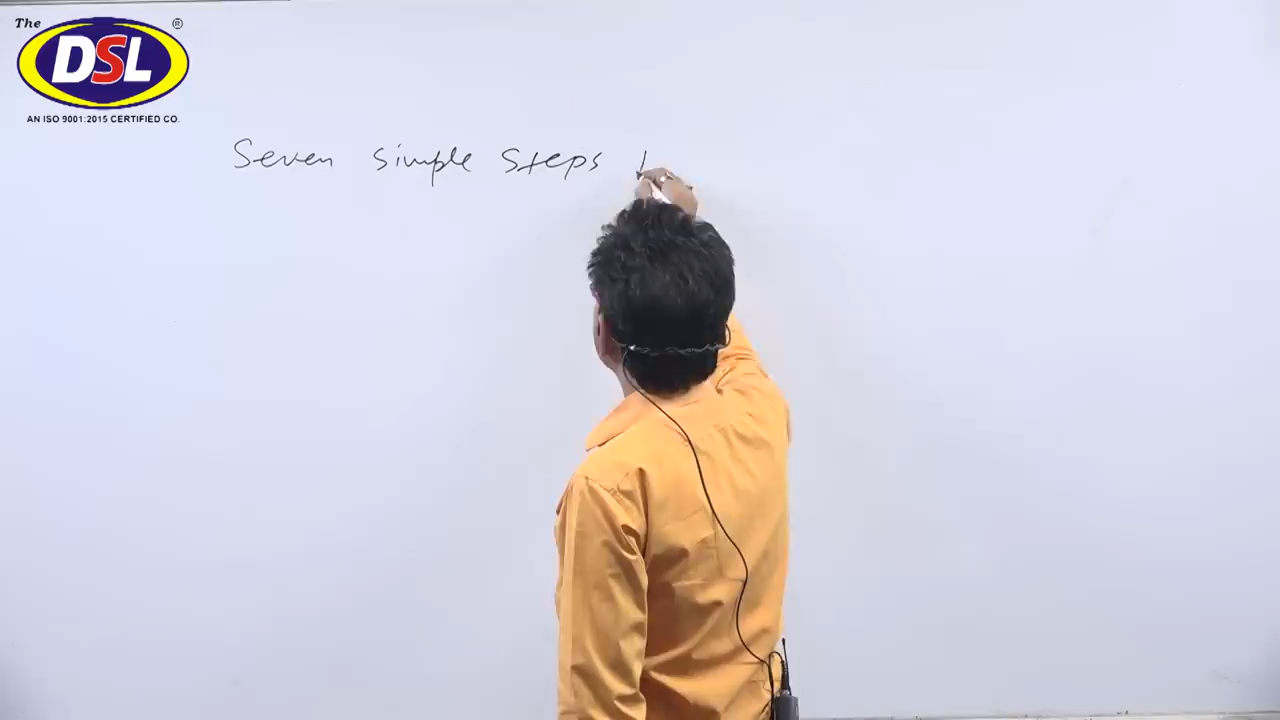 The
DSL ®
AN ISO 9001:2015 CERTIFIED CO.
Seven simple steps